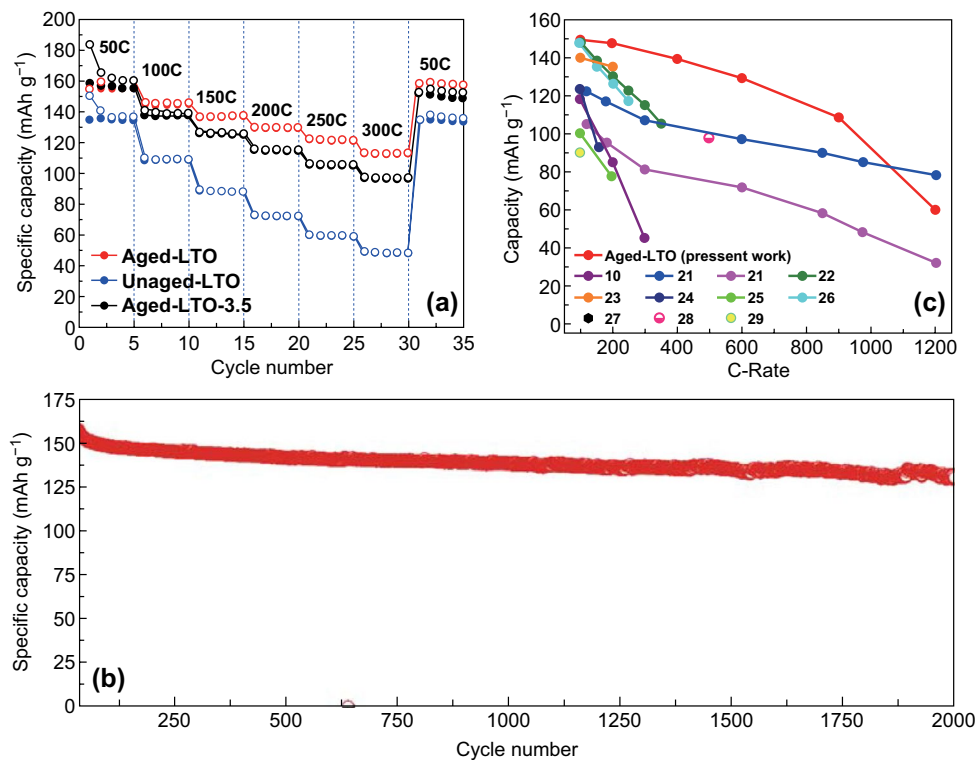 Specific capacity (mAh g⁻¹)
200
180
160
140
120
100
80
60
40
20
0
50C
100C
150C
200C
250C
300C
50C
Aged-LTO
Unaged-LTO
Aged-LTO-3.5
(a)
0 5 10 15 20 25 30 35
Cycle number
Capacity (mAh g⁻¹)
160
140
120
100
80
60
40
20
0
(c)
Aged-LTO (pressent work)
10 21 21 22
23 24 25 26
27 28 29
200 400 600 800 1000 1200
C-Rate
Specific capacity (mAh g⁻¹)
175
150
125
100
75
50
25
0
(b)
250 500 750 1000 1250 1500 1750 2000
Cycle number